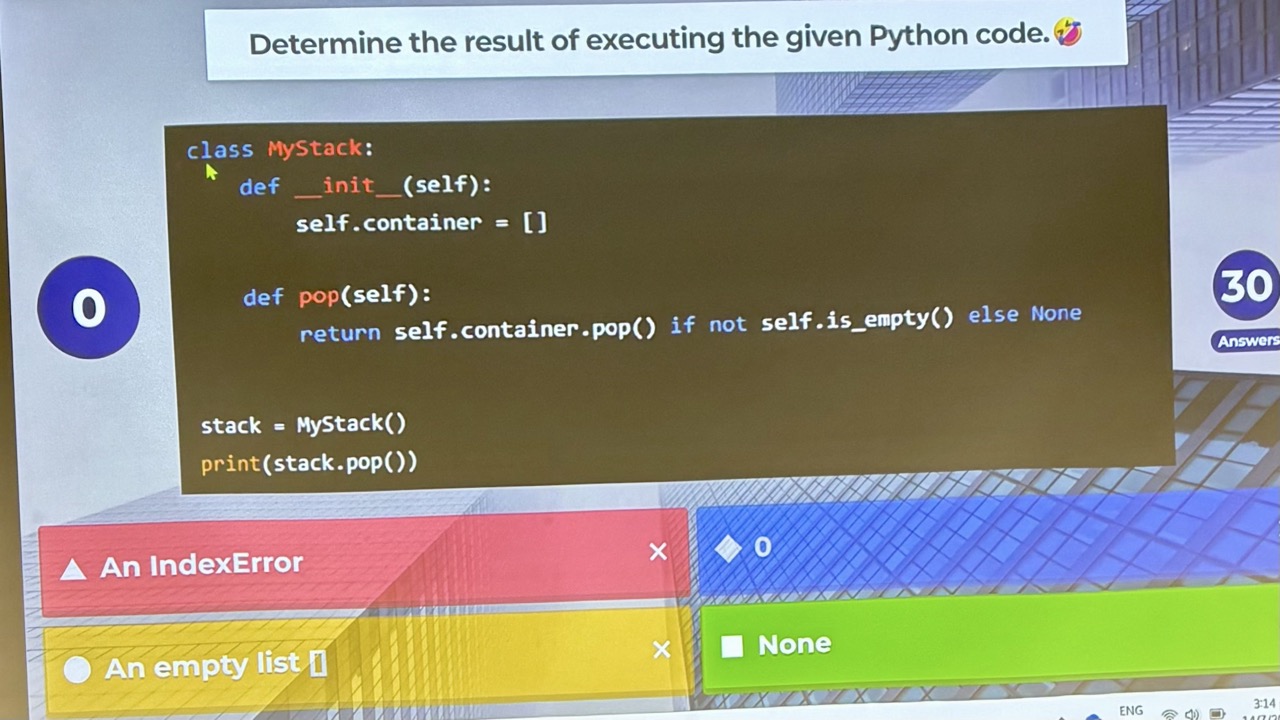 Determine the result of executing the given Python code.🤣
class MyStack:
def __init__(self):
self.container = []
def pop(self):
return self.container.pop() if not self.is_empty() else None
stack = MyStack()
print(stack.pop())
0
30
Answers
An IndexError
0
An empty list []
None
ENG
3:14